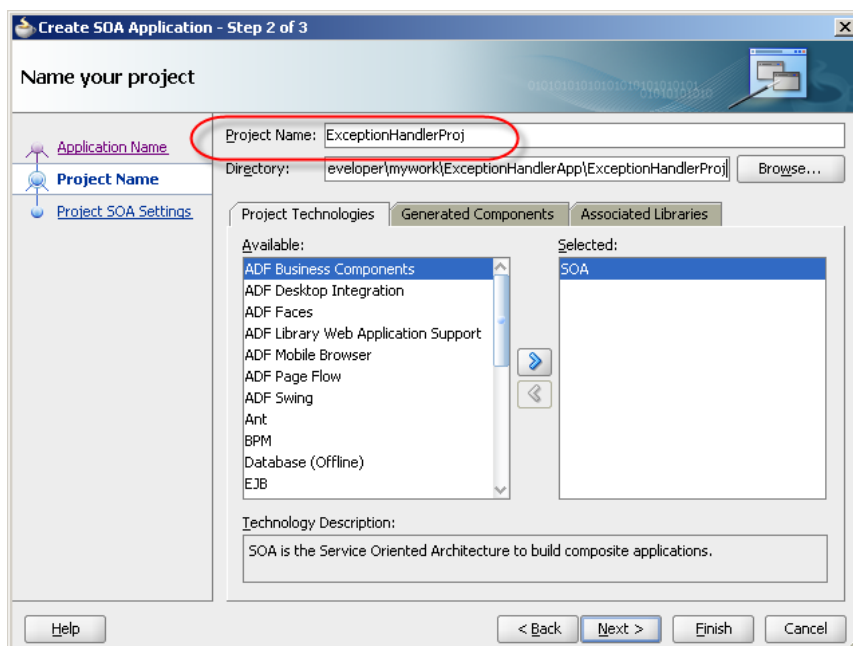 Create SOA Application - Step 2 of 3
Name your project
Application Name
Project Name
Project SOA Settings
Project Name: ExceptionHandlerProj
Directory: eveloper\mywork\ExceptionHandlerApp\ExceptionHandlerProj Browse...
Project Technologies Generated Components Associated Libraries
Available: Selected:
ADF Business Components SOA
ADF Desktop Integration
ADF Faces
ADF Library Web Application Support
ADF Mobile Browser
ADF Page Flow
ADF Swing
Ant
BPM
Database (Offline)
EJB
Technology Description:
SOA is the Service Oriented Architecture to build composite applications.
Help < Back Next > Finish Cancel